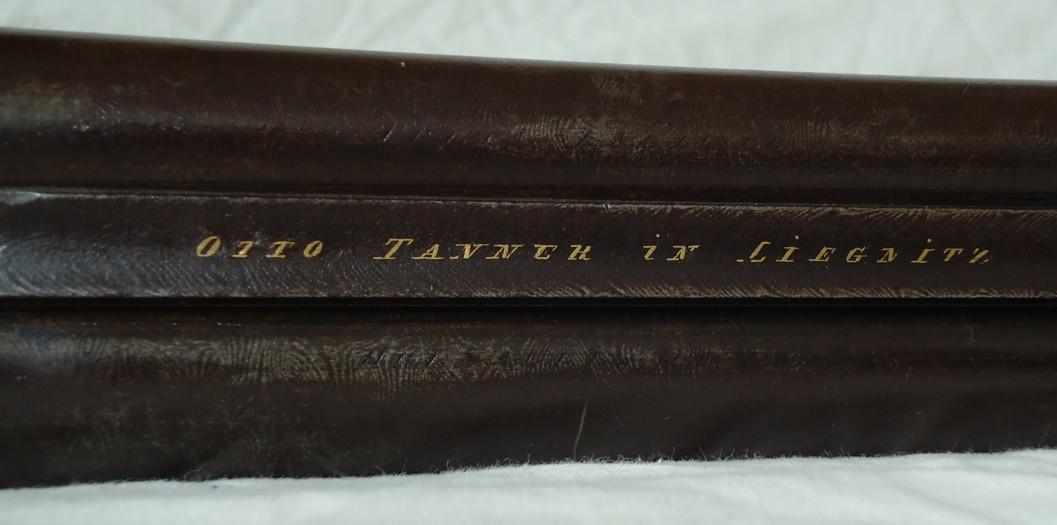 OTTO TANNER iN LiEGNiTZ